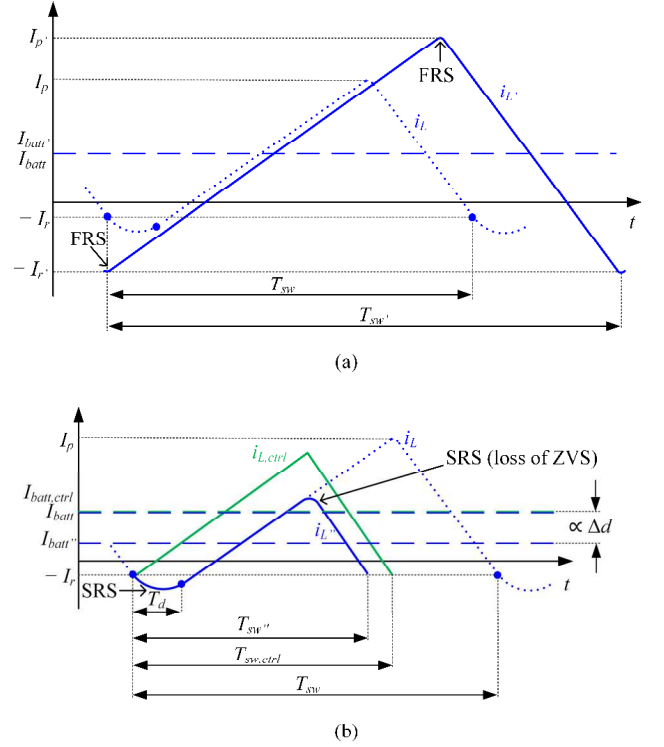 I_p'
FRS
I_p
i_L'
i_L
I_batt'
I_batt
− I_r
t
FRS
− I_r'
T_sw
T_sw'
(a)
I_p
i_L,ctrl
i_L
SRS (loss of ZVS)
I_batt,ctrl
I_batt
∝ Δd
i_L''
I_batt''
− I_r
t
SRS
T_d
T_sw''
T_sw,ctrl
T_sw
(b)